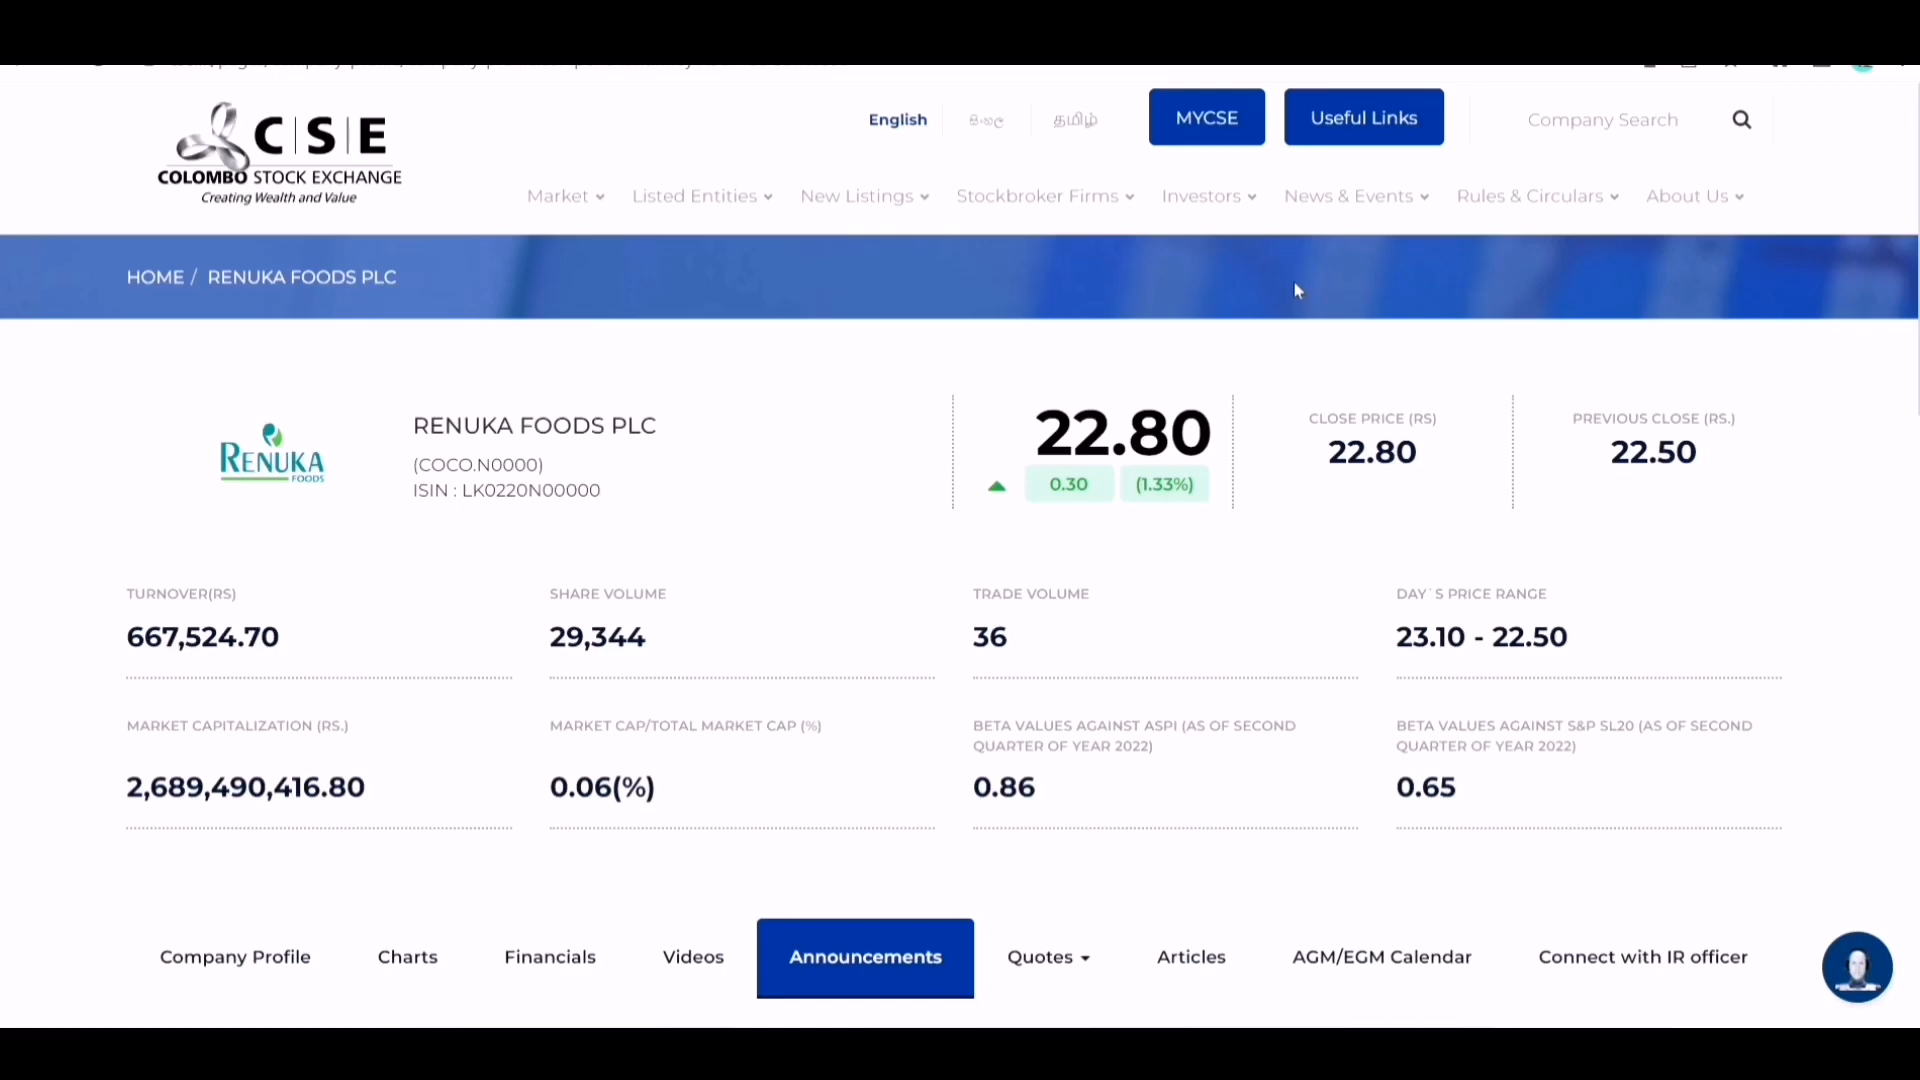 C|S|E
COLOMBO STOCK EXCHANGE
Creating Wealth and Value
English
සිංහල
தமிழ்
MYCSE
Useful Links
Company Search
Market
Listed Entities
New Listings
Stockbroker Firms
Investors
News & Events
Rules & Circulars
About Us
HOME / RENUKA FOODS PLC
RENUKA
FOODS
RENUKA FOODS PLC
(COCO.N0000)
ISIN : LK0220N00000
22.80
0.30 (1.33%)
CLOSE PRICE (RS)
22.80
PREVIOUS CLOSE (RS.)
22.50
TURNOVER(RS)
667,524.70
SHARE VOLUME
29,344
TRADE VOLUME
36
DAY`S PRICE RANGE
23.10 - 22.50
MARKET CAPITALIZATION (RS.)
2,689,490,416.80
MARKET CAP/TOTAL MARKET CAP (%)
0.06(%)
BETA VALUES AGAINST ASPI (AS OF SECOND
QUARTER OF YEAR 2022)
0.86
BETA VALUES AGAINST S&P SL20 (AS OF SECOND
QUARTER OF YEAR 2022)
0.65
Company Profile
Charts
Financials
Videos
Announcements
Quotes
Articles
AGM/EGM Calendar
Connect with IR officer